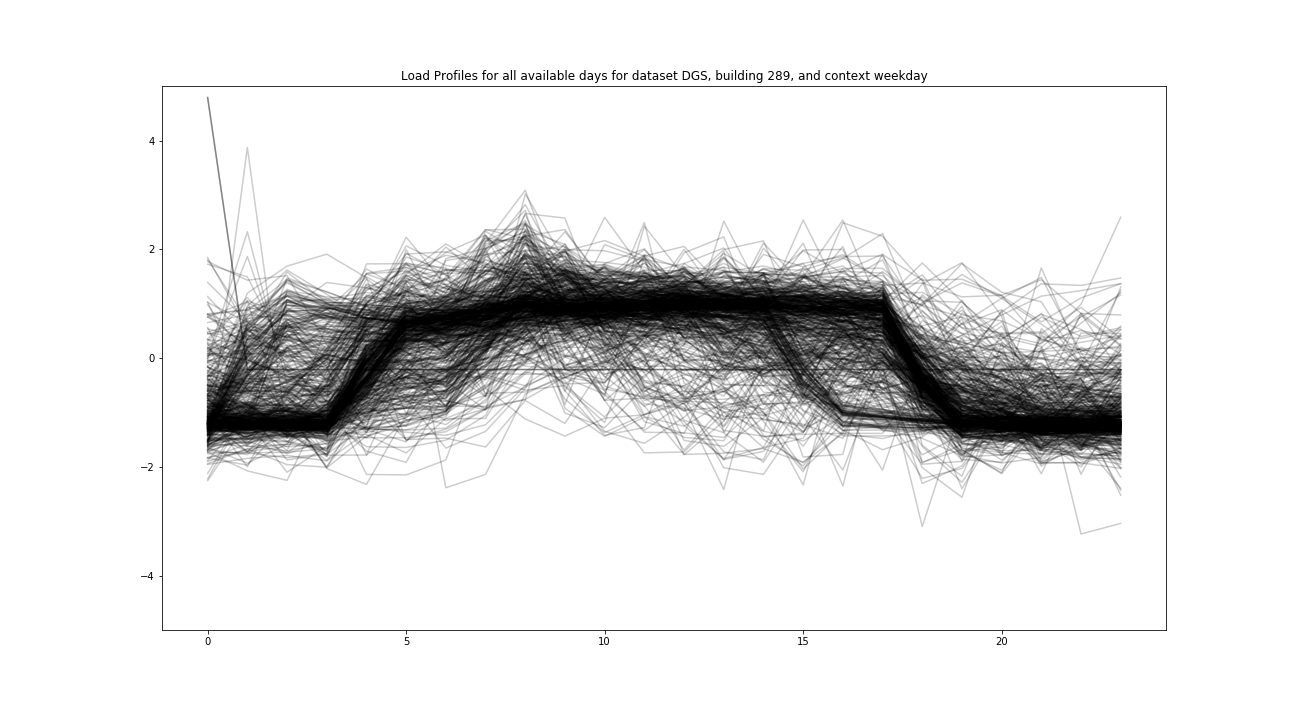 Load Profiles for all available days for dataset DGS, building 289, and context weekday
4
2
0
−2
−4
0 5 10 15 20